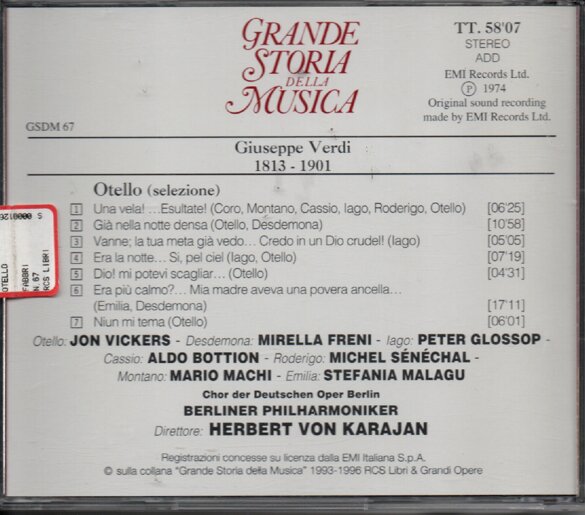 GRANDE
STORIA
DELLA
MUSICA
TT. 58'07
STEREO
ADD
EMI Records Ltd.
Ⓟ 1974
Original sound recording
made by EMI Records Ltd.
GSDM 67
Giuseppe Verdi
1813 - 1901
Otello (selezione)
1 Una vela! …Esultate! (Coro, Montano, Cassio, Iago, Roderigo, Otello) [06'25]
2 Già nella notte densa (Otello, Desdemona) [10'58]
3 Vanne; la tua meta già vedo… Credo in un Dio crudel! (Iago) [05'05]
4 Era la notte… Si, pel ciel (Iago, Otello) [07'19]
5 Dio! mi potevi scagliar… (Otello) [04'31]
6 Era più calmo?… Mia madre aveva una povera ancella…
(Emilia, Desdemona) [17'11]
7 Niun mi tema (Otello) [06'01]
Otello: JON VICKERS - Desdemona: MIRELLA FRENI - Iago: PETER GLOSSOP -
Cassio: ALDO BOTTION - Roderigo: MICHEL SÉNÉCHAL -
Montano: MARIO MACHI - Emilia: STEFANIA MALAGU
Chor der Deutschen Oper Berlin
BERLINER PHILHARMONIKER
Direttore: HERBERT VON KARAJAN
Registrazioni concesse su licenza dalla EMI Italiana S.p.A.
© sulla collana "Grande Storia della Musica" 1993-1996 RCS Libri & Grandi Opere
OTELLO
FABBRI
N.67
RCS LIBRI